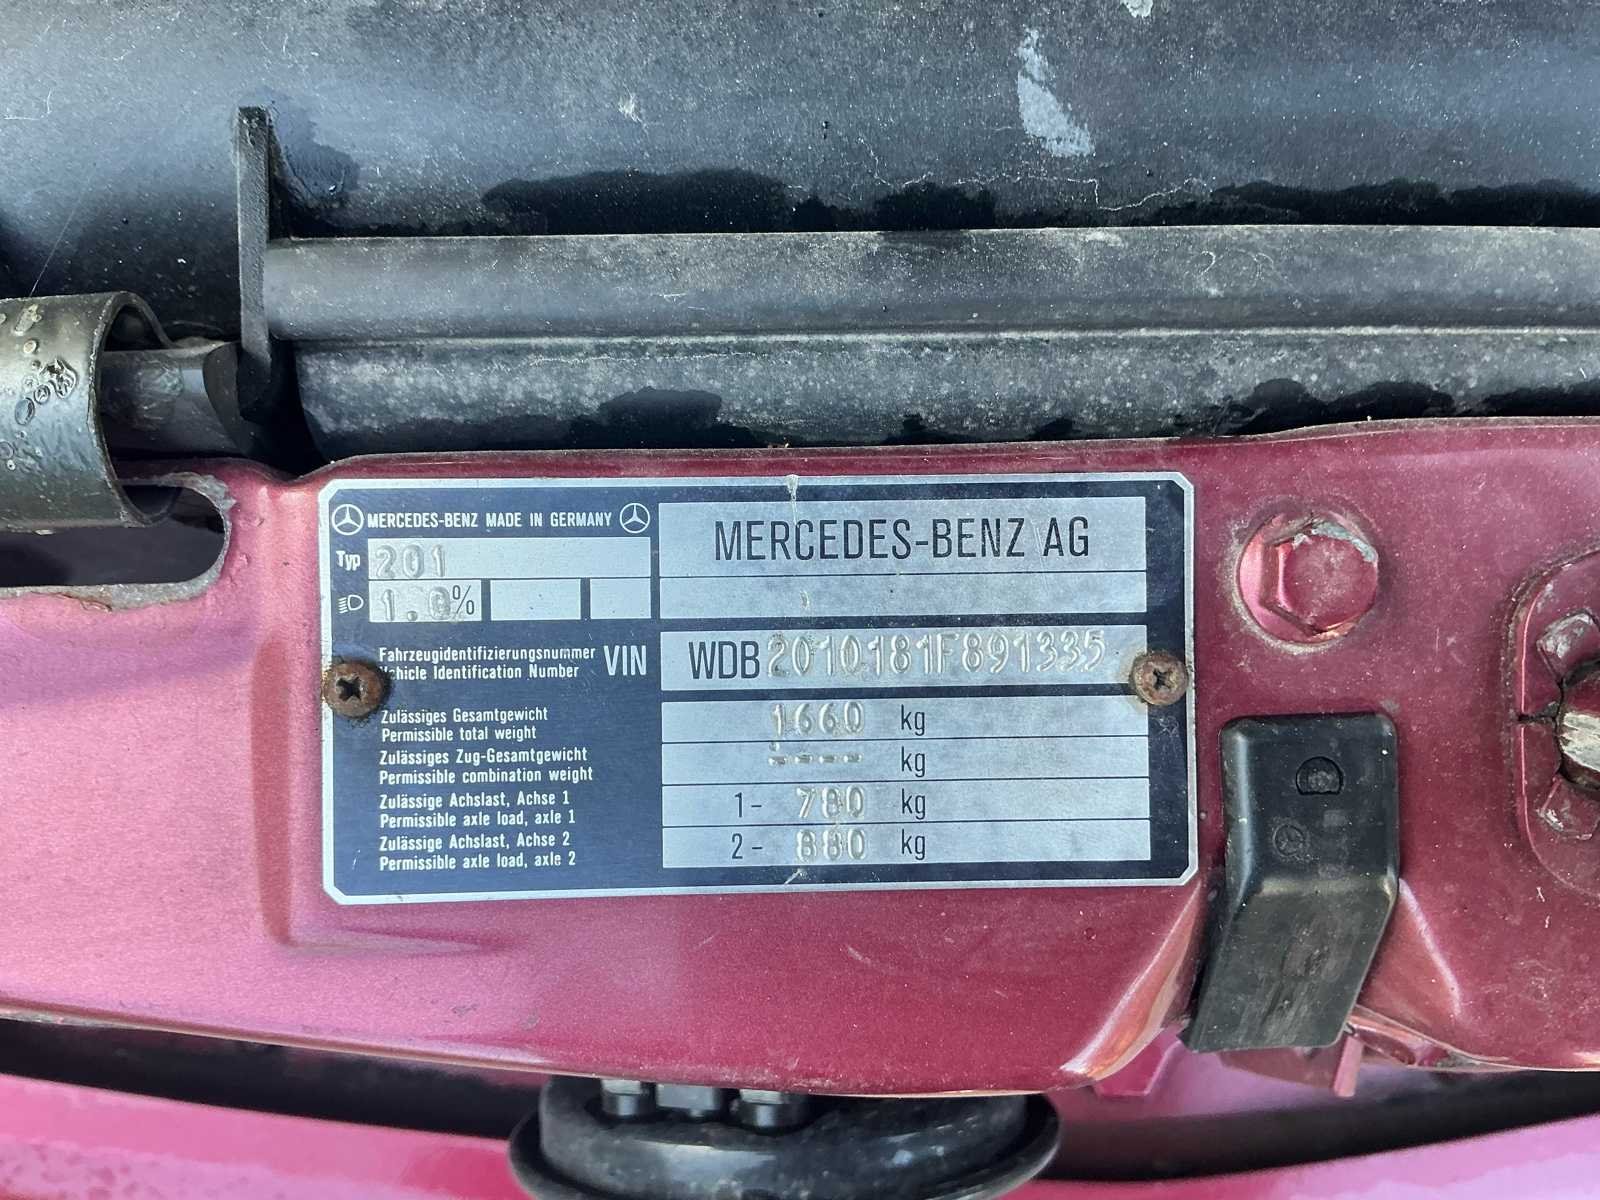 MERCEDES-BENZ MADE IN GERMANY
MERCEDES-BENZ AG
Typ 201
1.0%
Fahrzeugidentifizierungsnummer
Vehicle Identification Number
VIN WDB2010181F891335
Zulässiges Gesamtgewicht
Permissible total weight
1660 kg
Zulässiges Zug-Gesamtgewicht
Permissible combination weight
---- kg
Zulässige Achslast, Achse 1
Permissible axle load, axle 1
1- 780 kg
Zulässige Achslast, Achse 2
Permissible axle load, axle 2
2- 880 kg